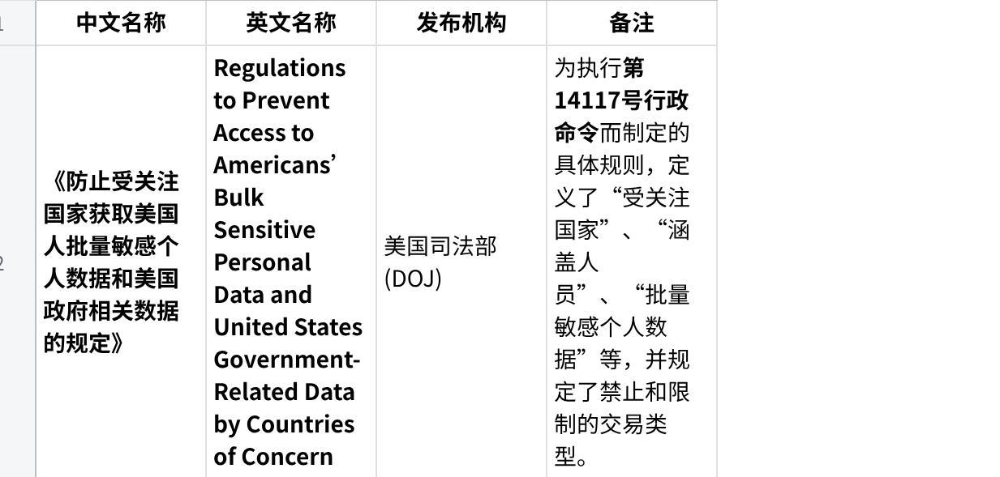 1
中文名称
英文名称
发布机构
备注
2
《防止受关注
国家获取美国
人批量敏感个
人数据和美国
政府相关数据
的规定》
Regulations
to Prevent
Access to
Americans’
Bulk
Sensitive
Personal
Data and
United States
Government-
Related Data
by Countries
of Concern
美国司法部
(DOJ)
为执行第
14117号行政
命令而制定的
具体规则，定
义了“受关注
国家”、“涵
盖人
员”、“批量
敏感个人数
据”等，并规
定了禁止和限
制的交易类
型。